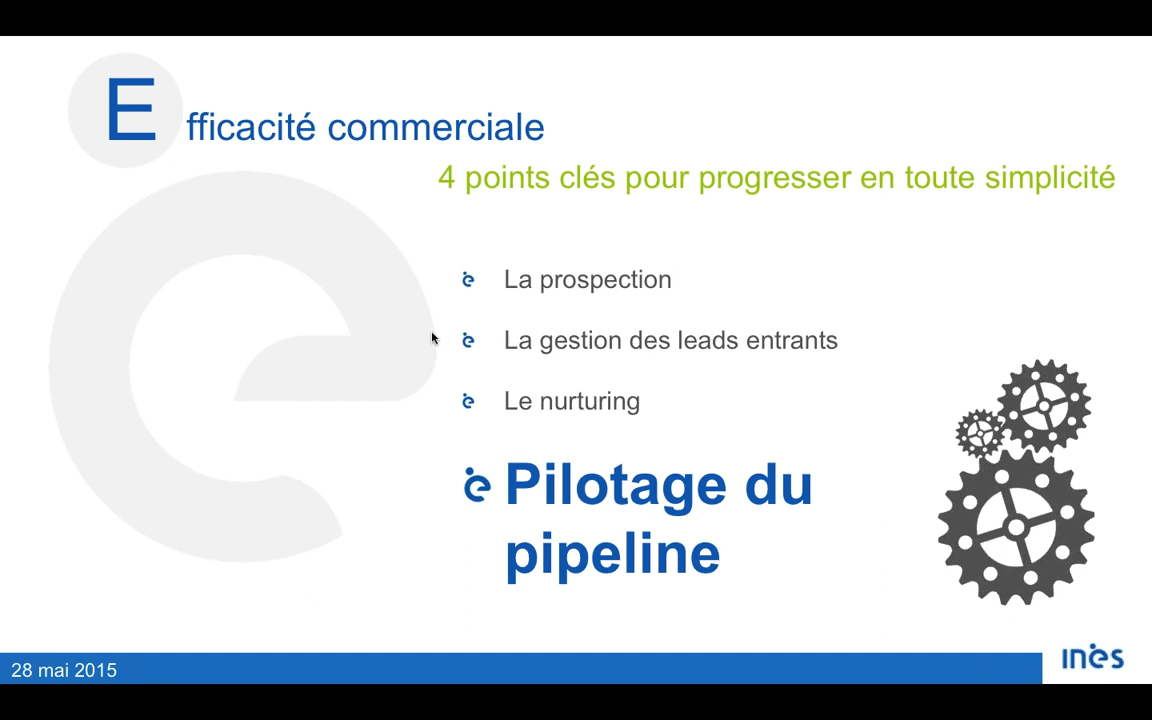 Efficacité commerciale
4 points clés pour progresser en toute simplicité
La prospection
La gestion des leads entrants
Le nurturing
Pilotage du
pipeline
28 mai 2015
inès